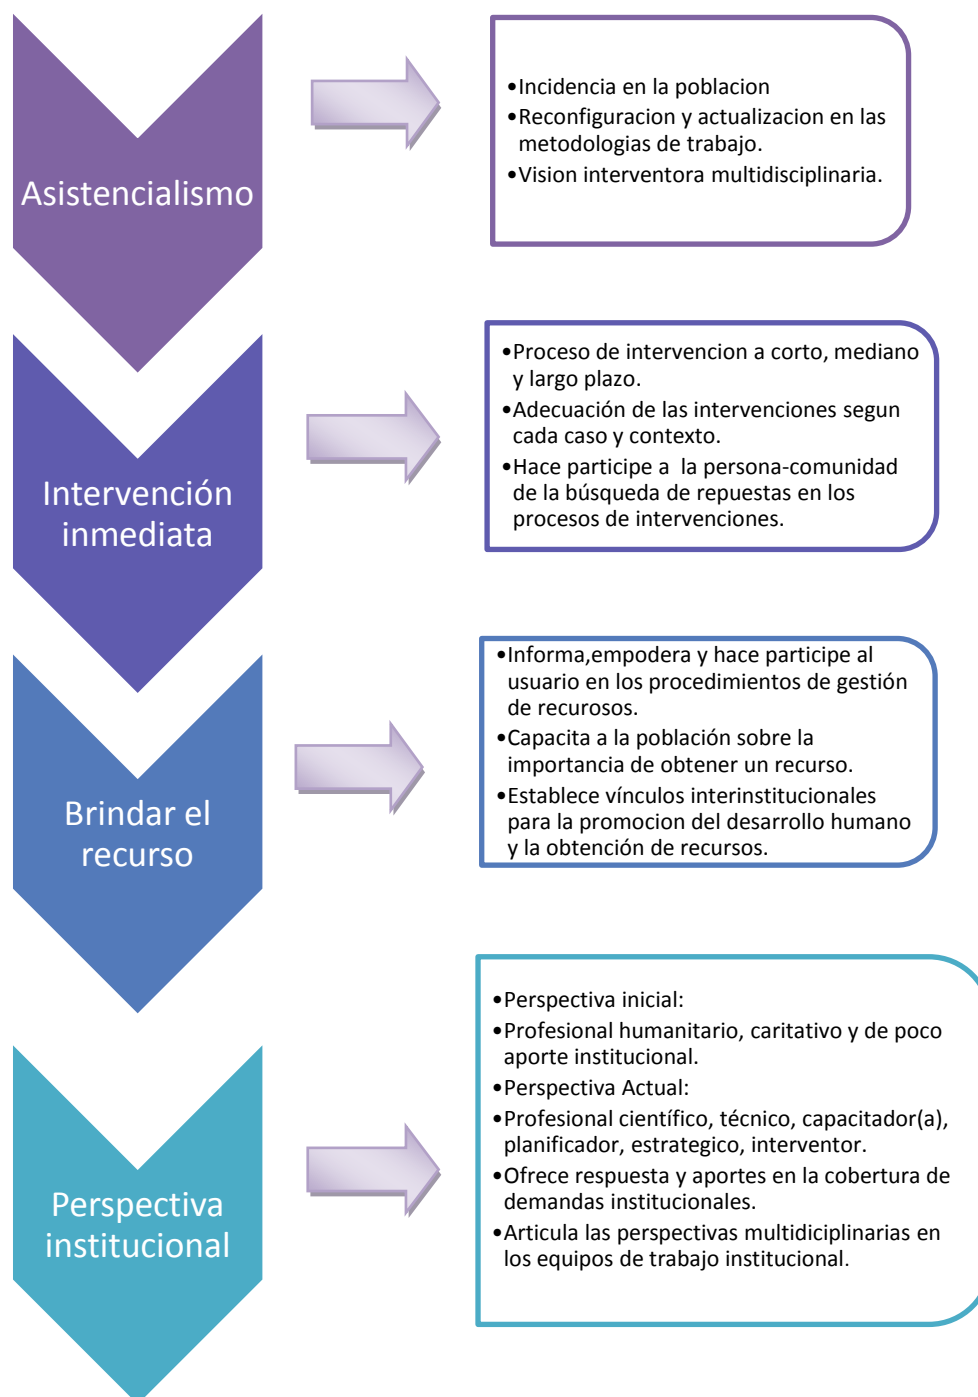 Asistencialismo
•Incidencia en la poblacion
•Reconfiguracion y actualizacion en las
metodologias de trabajo.
•Vision interventora multidisciplinaria.
Intervención
inmediata
•Proceso de intervencion a corto, mediano
y largo plazo.
•Adecuación de las intervenciones segun
cada caso y contexto.
•Hace participe a la persona-comunidad
de la búsqueda de repuestas en los
procesos de intervenciones.
Brindar el
recurso
•Informa,empodera y hace participe al
usuario en los procedimientos de gestión
de recurosos.
•Capacita a la población sobre la
importancia de obtener un recurso.
•Establece vínculos interinstitucionales
para la promocion del desarrollo humano
y la obtención de recursos.
Perspectiva
institucional
•Perspectiva inicial:
•Profesional humanitario, caritativo y de poco
aporte institucional.
•Perspectiva Actual:
•Profesional científico, técnico, capacitador(a),
planificador, estrategico, interventor.
•Ofrece respuesta y aportes en la cobertura de
demandas institucionales.
•Articula las perspectivas multidiciplinarias en
los equipos de trabajo institucional.